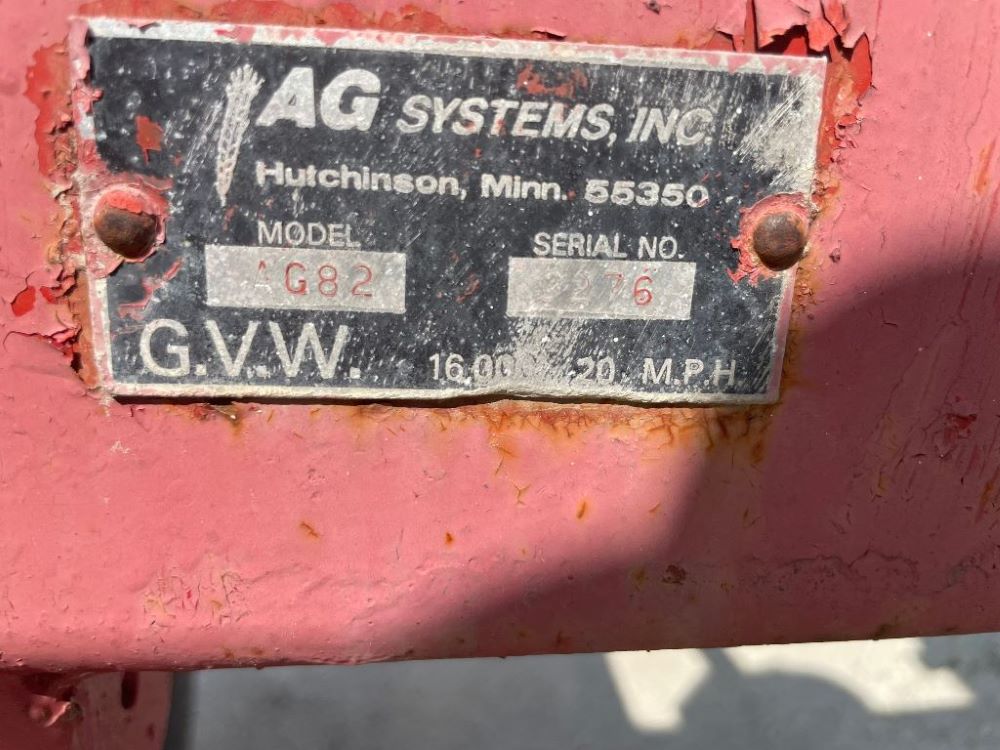 AG SYSTEMS, INC.
Hutchinson, Minn. 55350
MODEL SERIAL NO.
AG82
G.V.W. 20 M.P.H